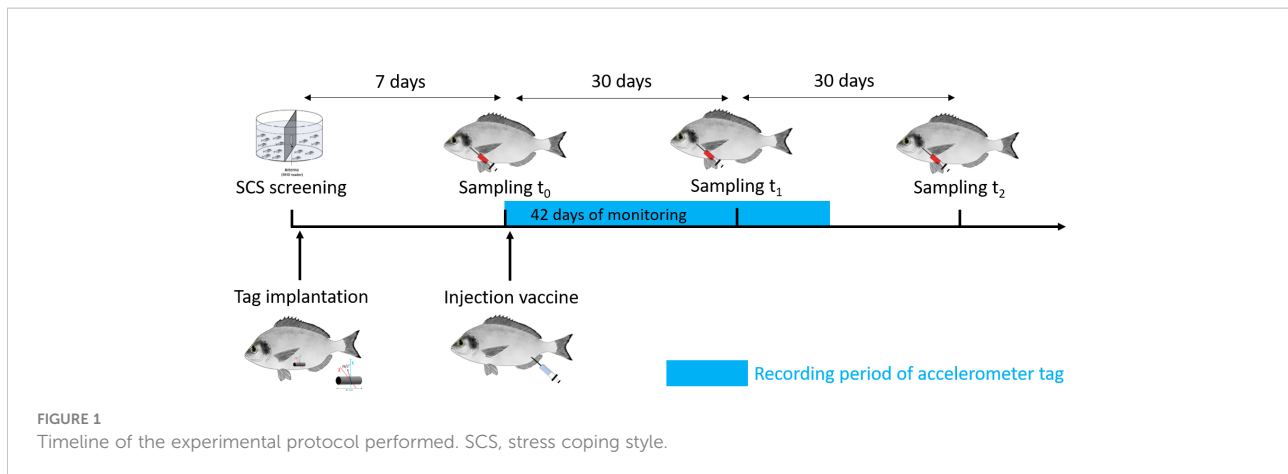 7 days
30 days
30 days
SCS screening
Sampling t₀
Sampling t₁
Sampling t₂
42 days of monitoring
Tag implantation
Injection vaccine
Recording period of accelerometer tag
FIGURE 1
Timeline of the experimental protocol performed. SCS, stress coping style.